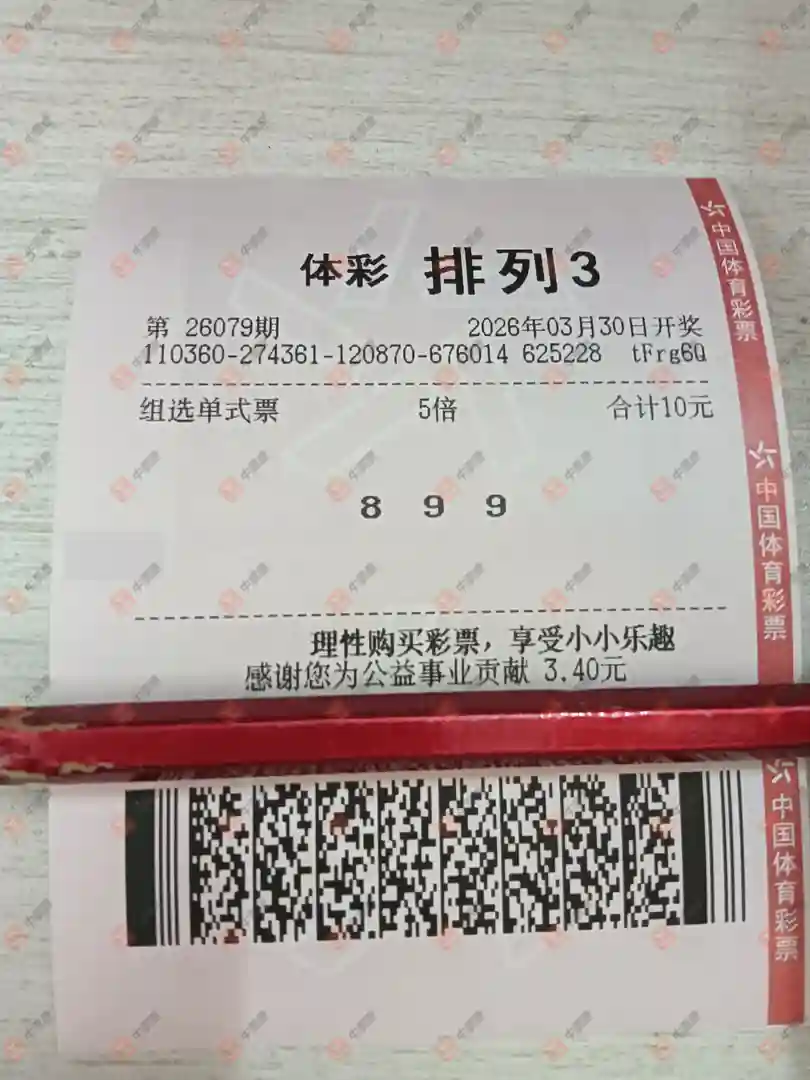 体彩 排列3
第 26079期 2026年03月30日开奖
110360-274361-120870-676014 625228 tFrg6Q
组选单式票 5倍 合计10元
8 9 9
理性购买彩票，享受小小乐趣
感谢您为公益事业贡献 3.40元
中国体育彩票
中国体育彩票
中国体育彩票